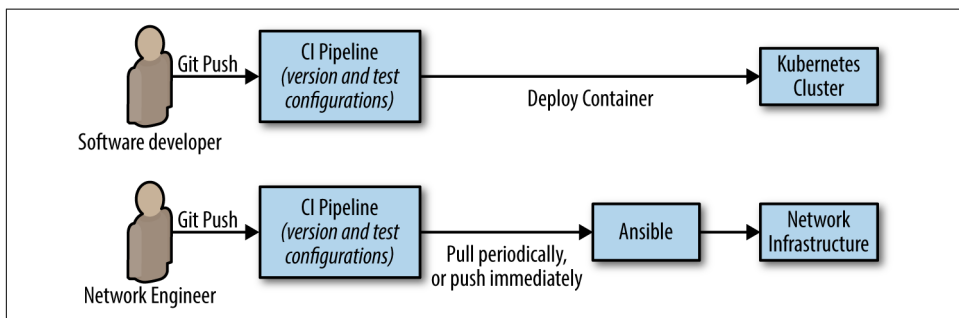 Git Push
CI Pipeline
(version and test
configurations)
Deploy Container
Kubernetes
Cluster
Software developer
Git Push
CI Pipeline
(version and test
configurations)
Pull periodically,
or push immediately
Ansible
Network
Infrastructure
Network Engineer